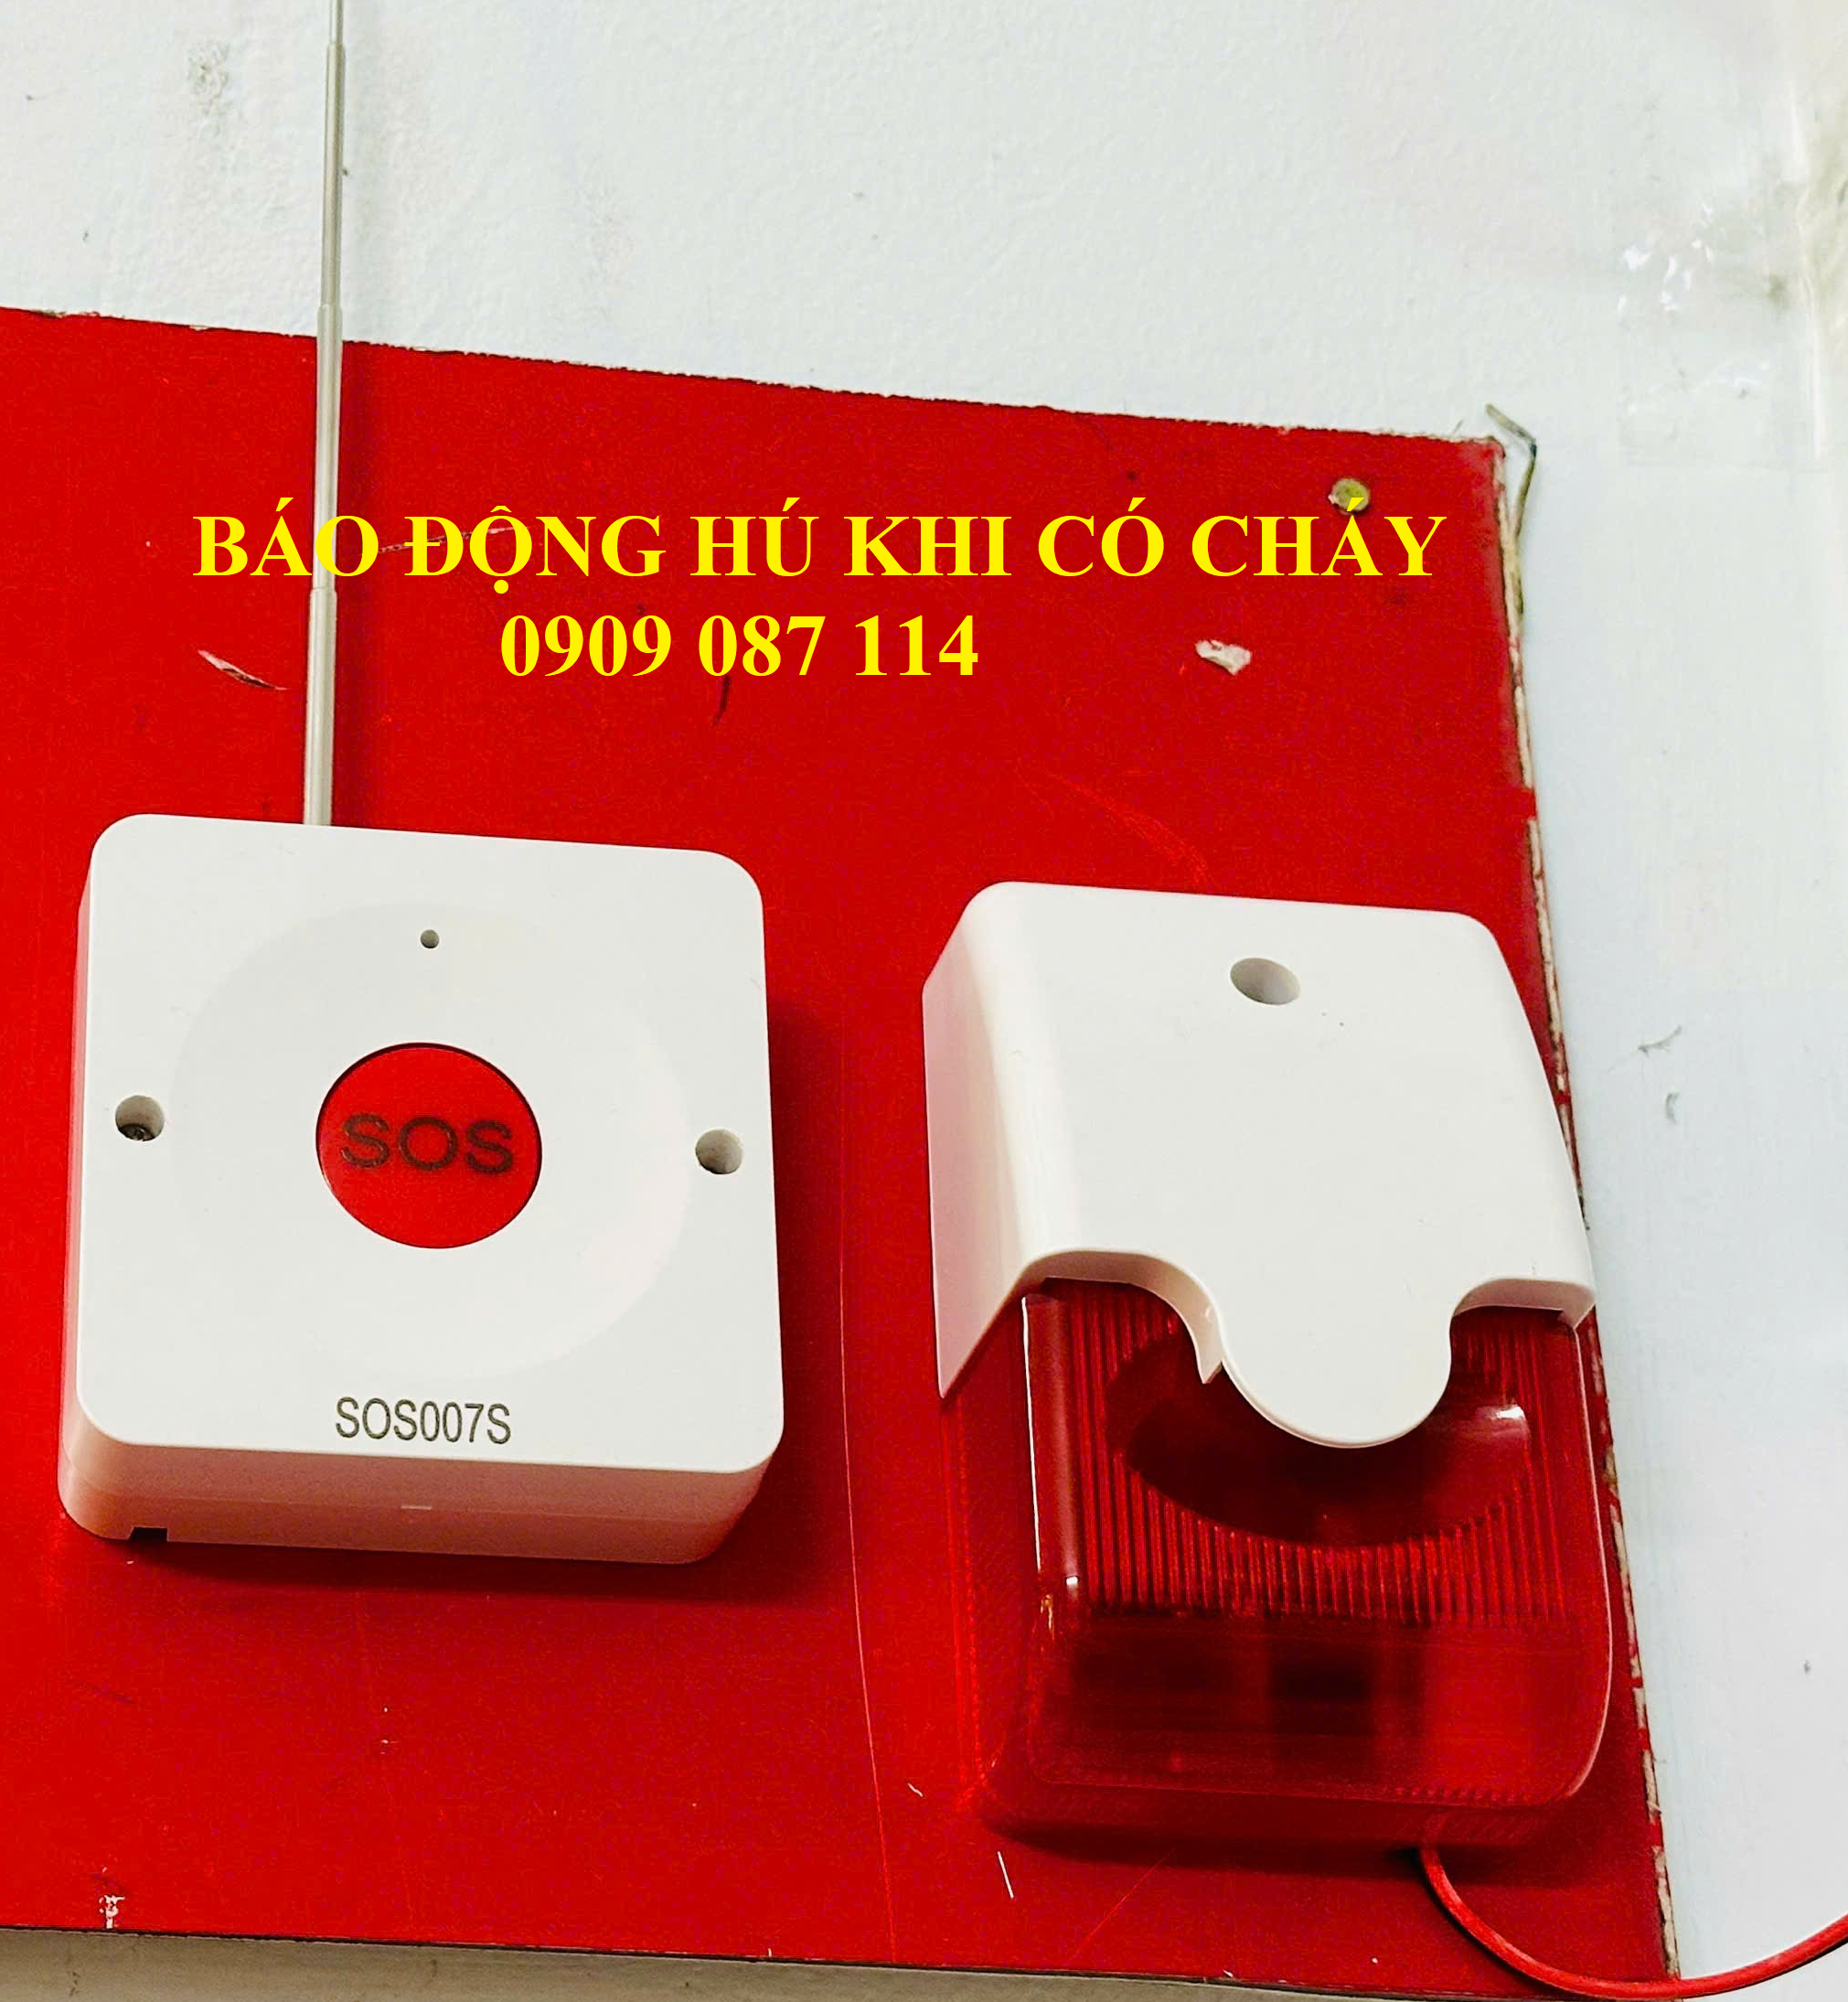 BÁO ĐỘNG HÚ KHI CÓ CHÁY
0909 087 114
SOS
SOS007S